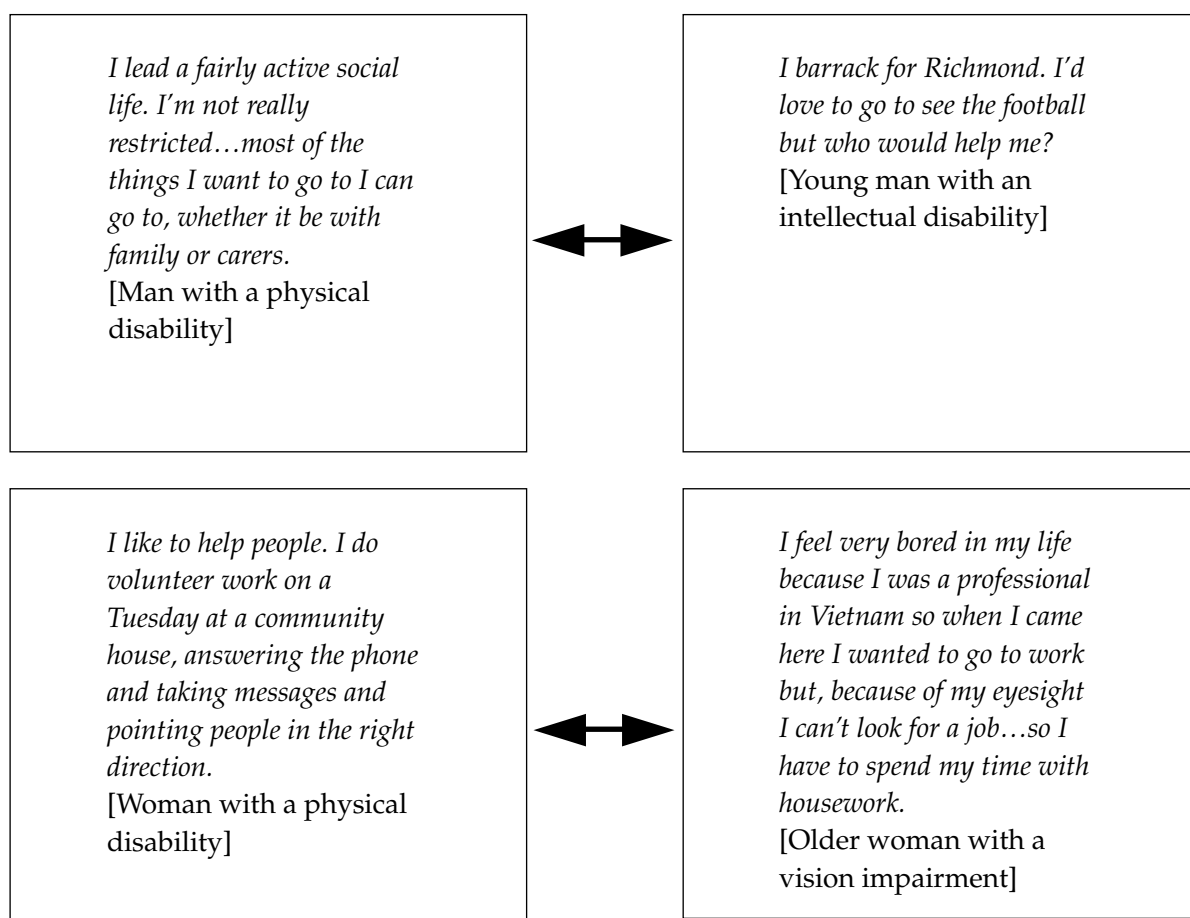 I lead a fairly active social
life. I'm not really
restricted…most of the
things I want to go to I can
go to, whether it be with
family or carers.
[Man with a physical
disability]
I barrack for Richmond. I'd
love to go to see the football
but who would help me?
[Young man with an
intellectual disability]
I like to help people. I do
volunteer work on a
Tuesday at a community
house, answering the phone
and taking messages and
pointing people in the right
direction.
[Woman with a physical
disability]
I feel very bored in my life
because I was a professional
in Vietnam so when I came
here I wanted to go to work
but, because of my eyesight
I can't look for a job…so I
have to spend my time with
housework.
[Older woman with a
vision impairment]